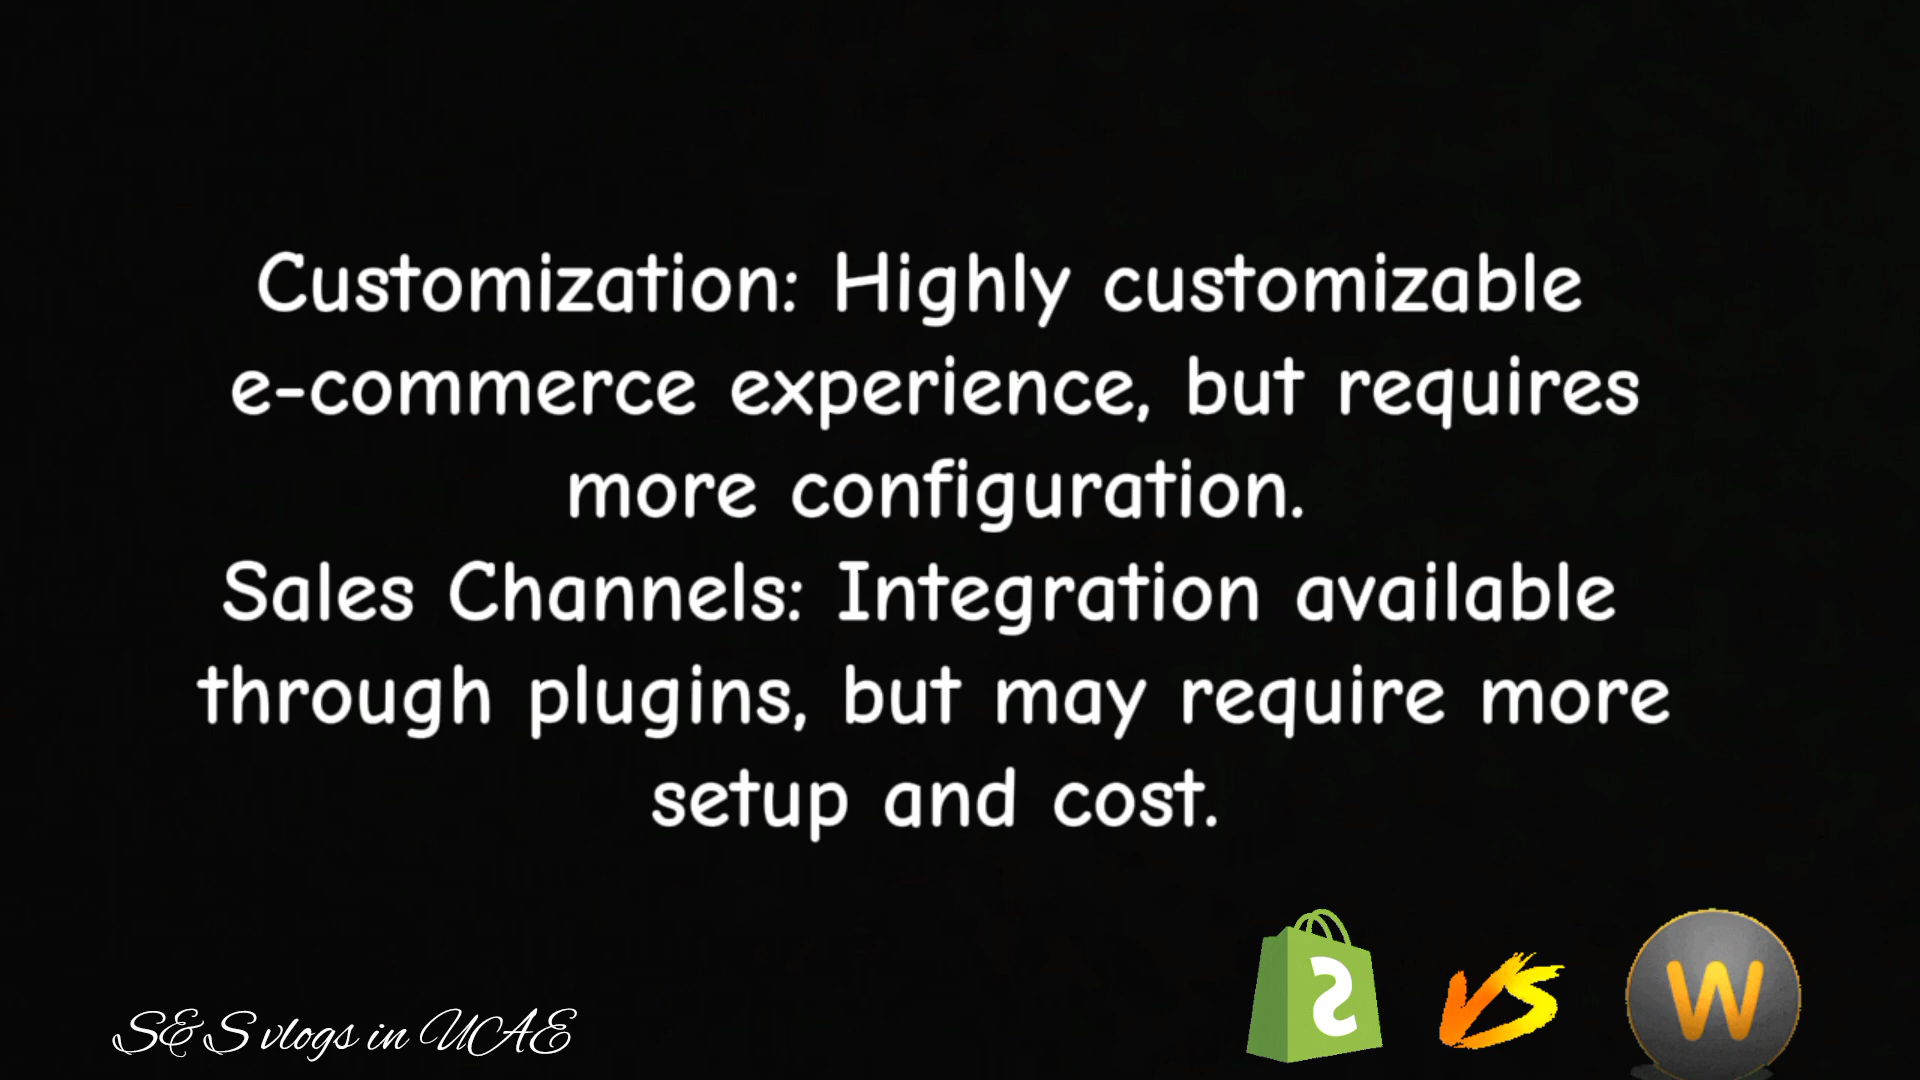 Customization: Highly customizable
e-commerce experience, but requires
more configuration.
Sales Channels: Integration available
through plugins, but may require more
setup and cost.
S
VS
W
S&S vlogs in UAE